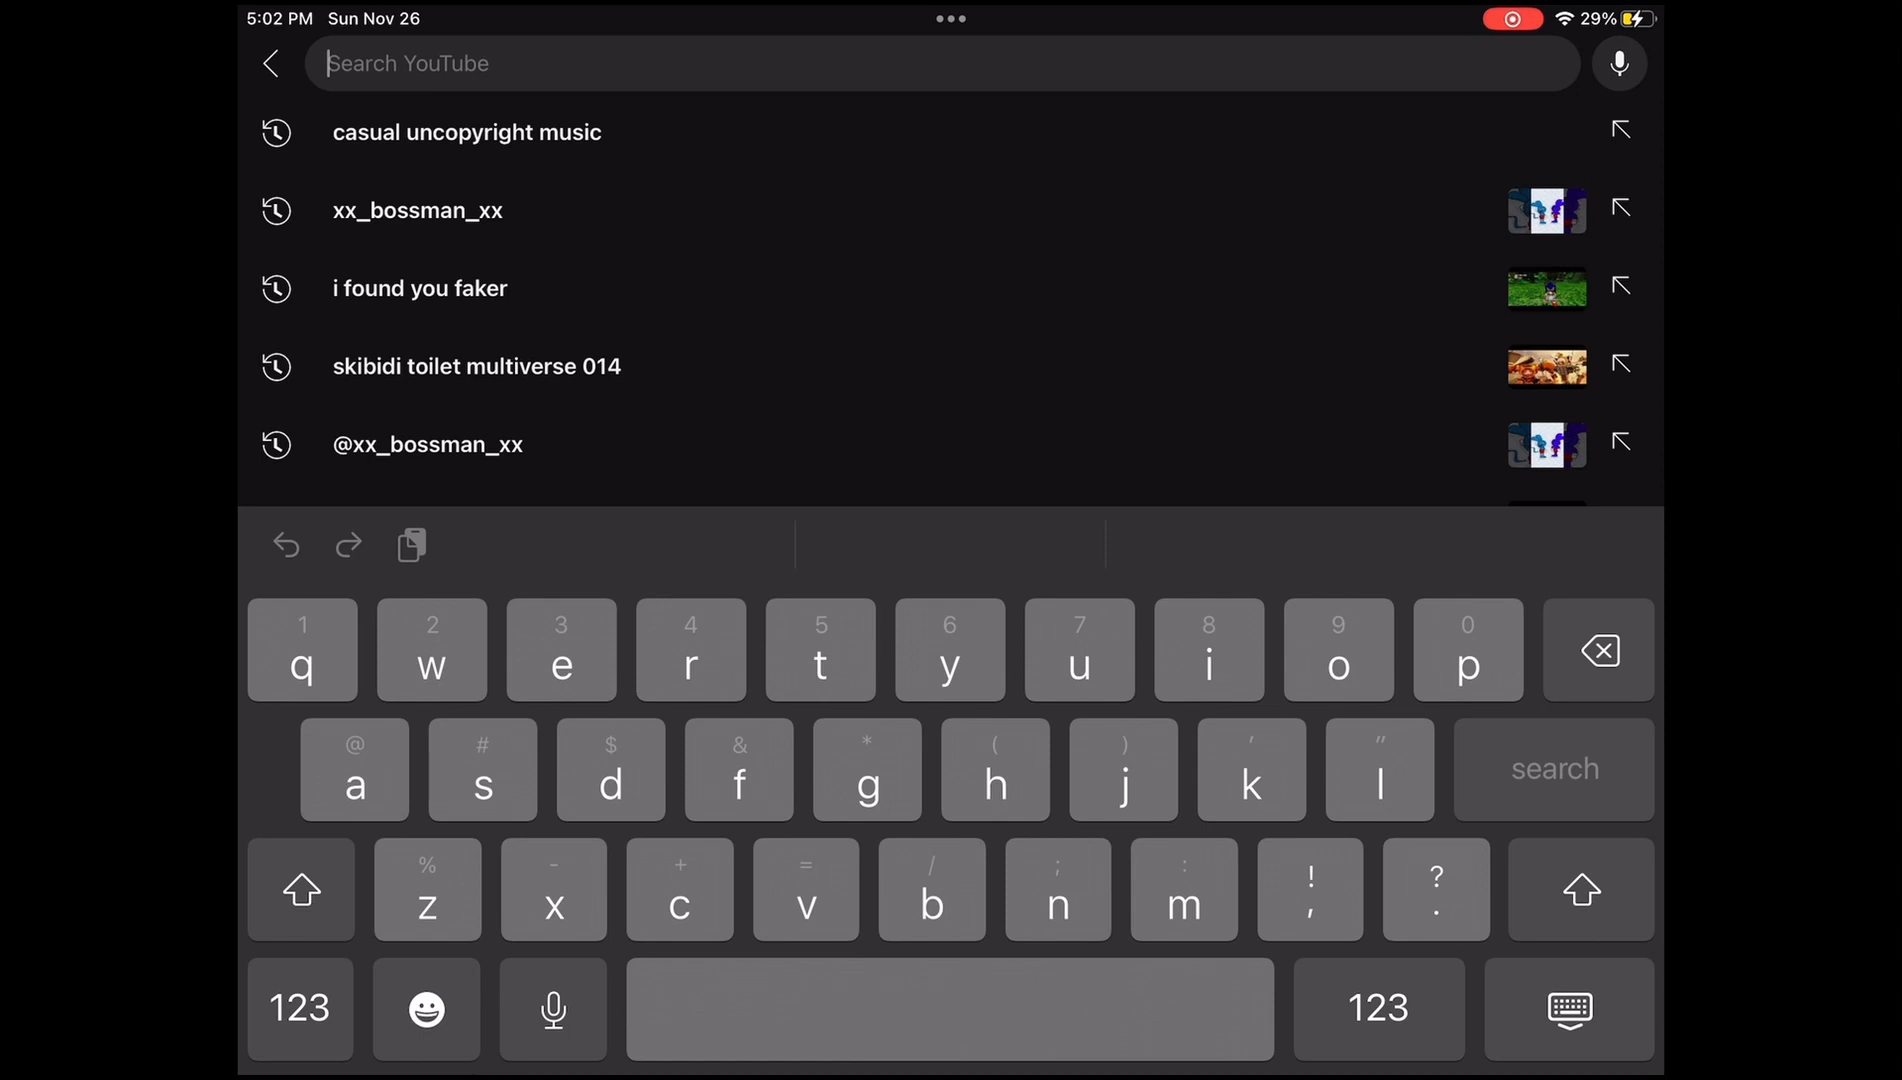 5:02 PM Sun Nov 26 29%
Search YouTube
casual uncopyright music
xx_bossman_xx
i found you faker
skibidi toilet multiverse 014
@xx_bossman_xx
1 2 3 4 5 6 7 8 9 0
q w e r t y u i o p
@ # $ & * ( ) ' "
a s d f g h j k l search
% - + = / ; : ! ?
z x c v b n m , .
123 123